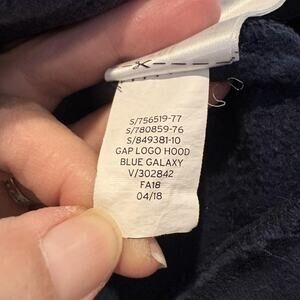 S/756519-77
S/780859-76
S/849381-10
GAP LOGO HOOD
BLUE GALAXY
V/302842
FA18
04/18